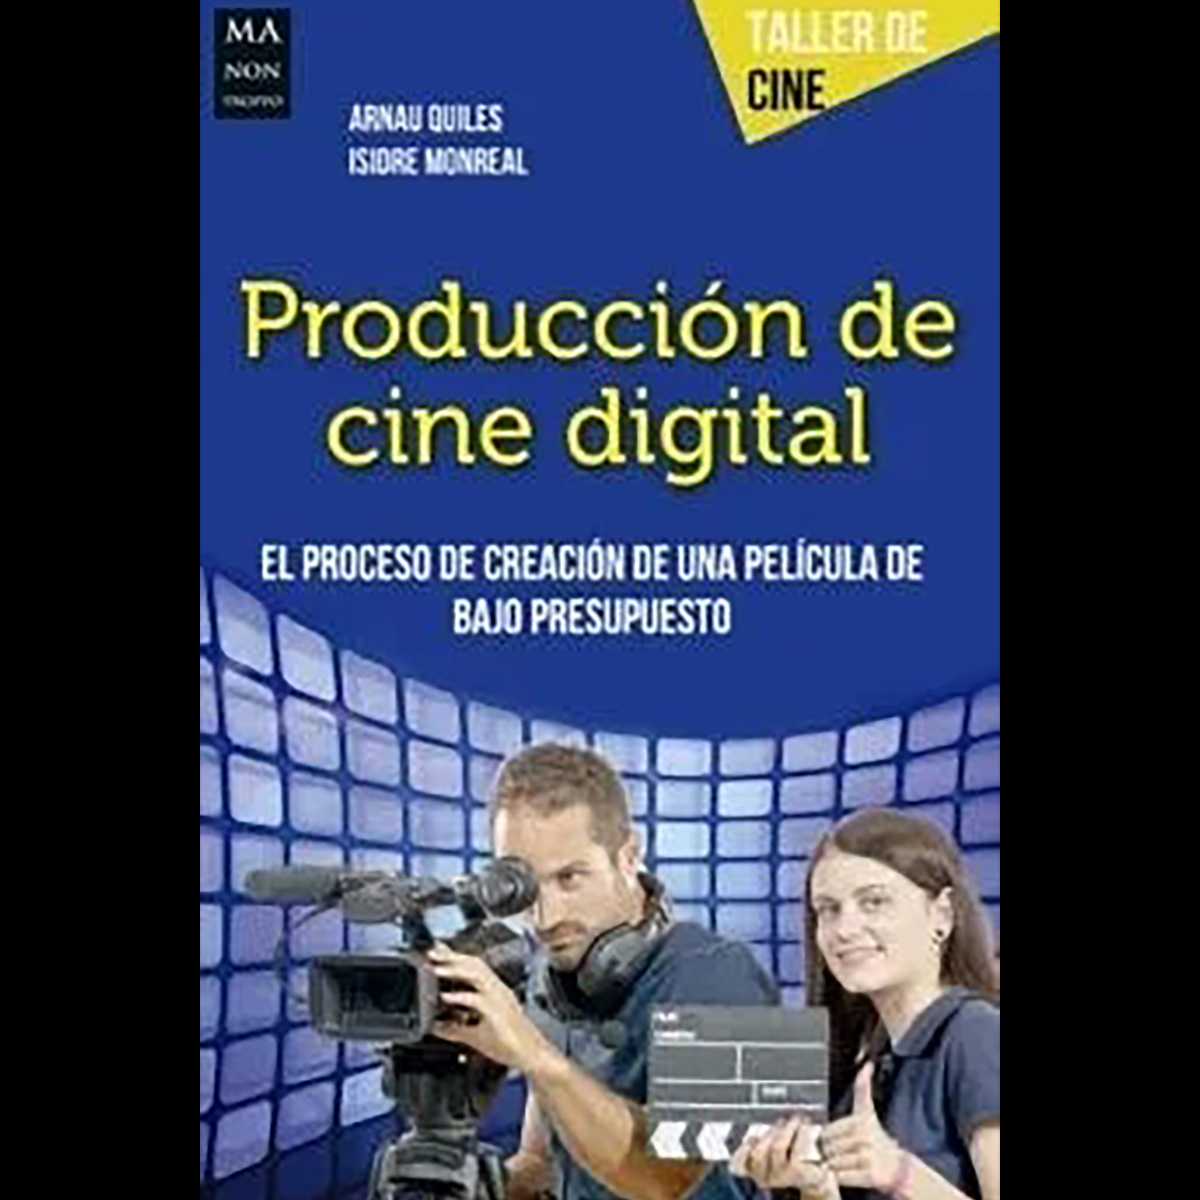 MA
NON
TROPPO
TALLER DE
CINE
ARNAU QUILES
ISIDRE MONREAL
Producción de
cine digital
EL PROCESO DE CREACIÓN DE UNA PELÍCULA DE
BAJO PRESUPUESTO